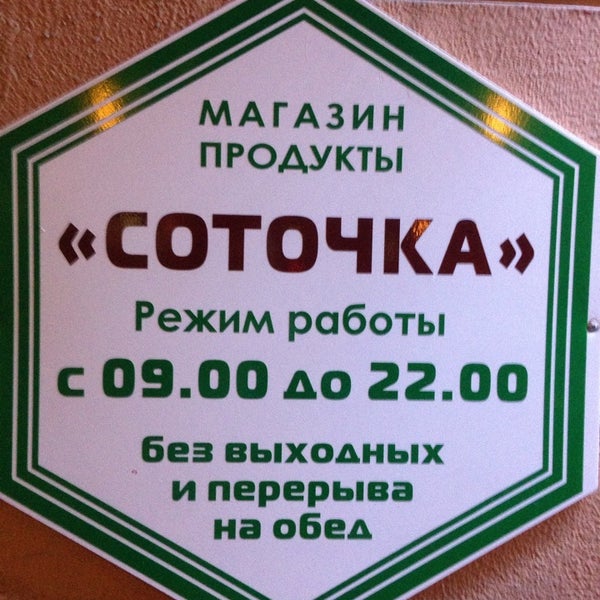 МАГАЗИН
ПРОДУКТЫ
«СОТОЧКА»
Режим работы
с 09.00 до 22.00
без выходных
и перерыва
на обед